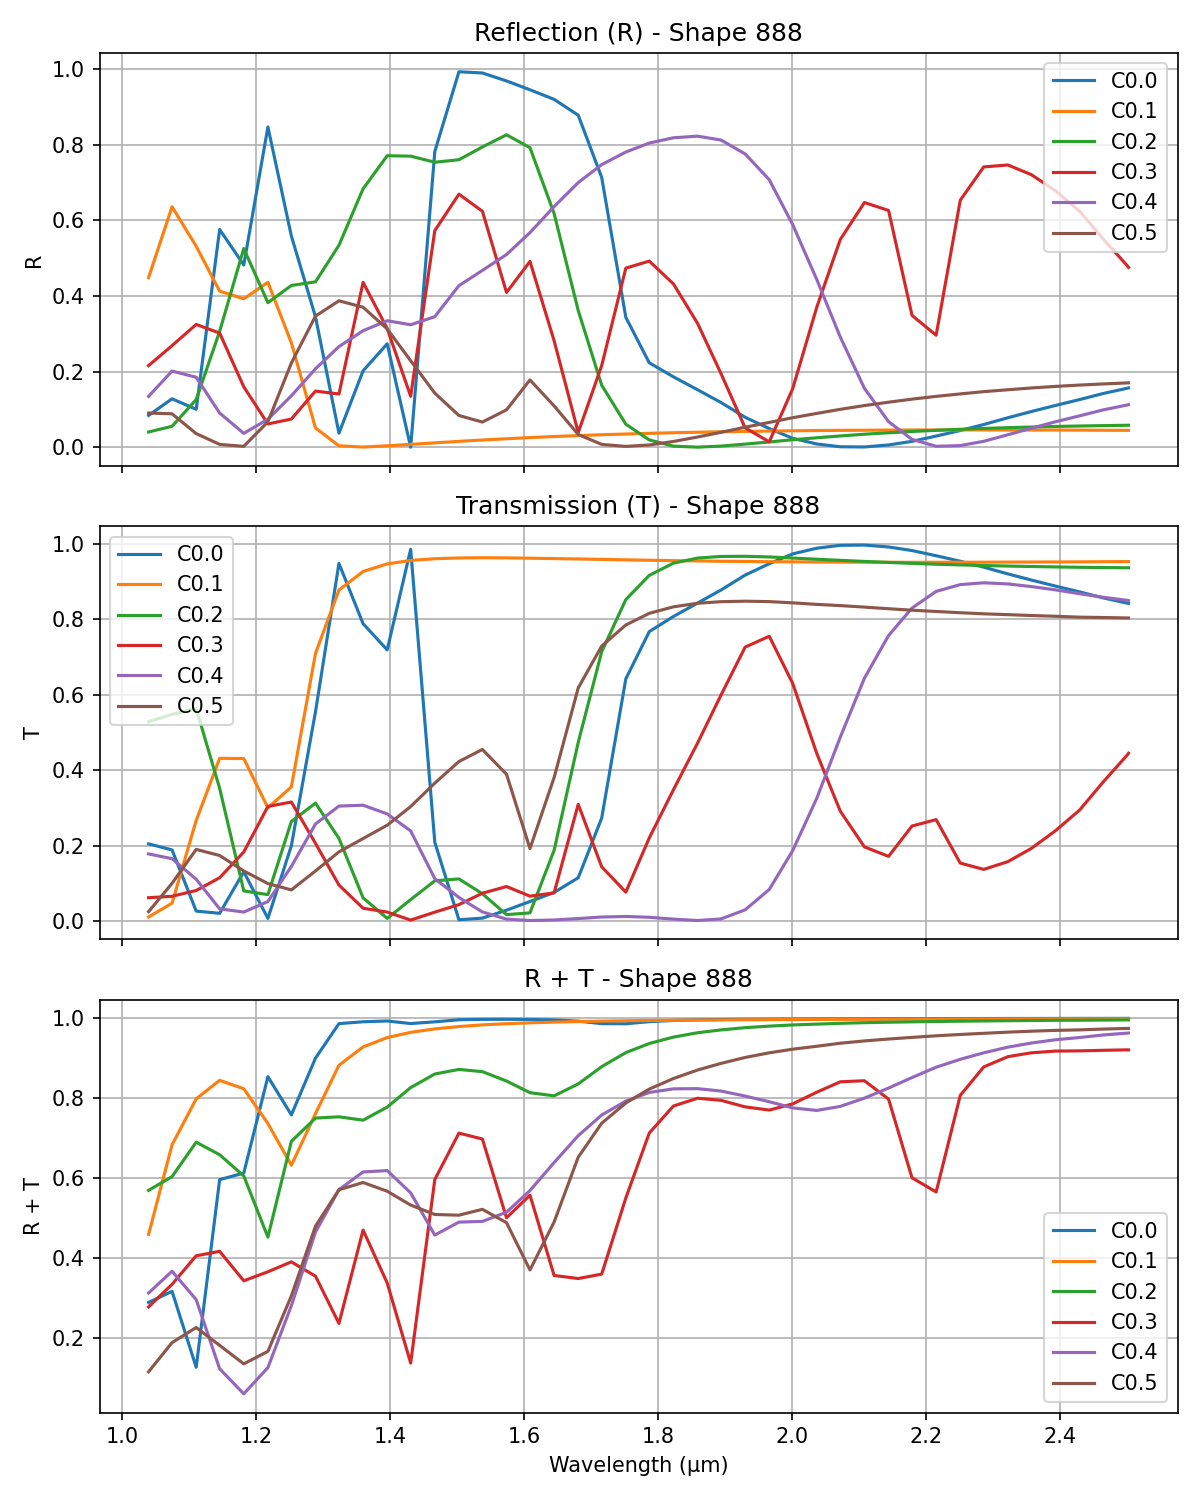 Reflection (R) - Shape 888
1.0
0.8
0.6
0.4
0.2
0.0
R
C0.0
C0.1
C0.2
C0.3
C0.4
C0.5
Transmission (T) - Shape 888
1.0
0.8
0.6
0.4
0.2
0.0
T
C0.0
C0.1
C0.2
C0.3
C0.4
C0.5
R + T - Shape 888
1.0
0.8
0.6
0.4
0.2
R + T
C0.0
C0.1
C0.2
C0.3
C0.4
C0.5
1.0 1.2 1.4 1.6 1.8 2.0 2.2 2.4
Wavelength (μm)